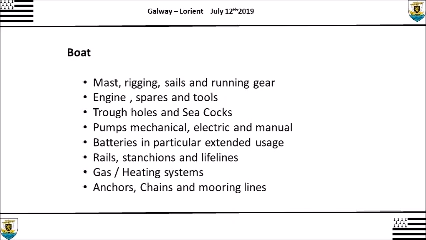 Galway – Lorient July 12th 2019
Boat
• Mast, rigging, sails and running gear
• Engine , spares and tools
• Trough holes and Sea Cocks
• Pumps mechanical, electric and manual
• Batteries in particular extended usage
• Rails, stanchions and lifelines
• Gas / Heating systems
• Anchors, Chains and mooring lines